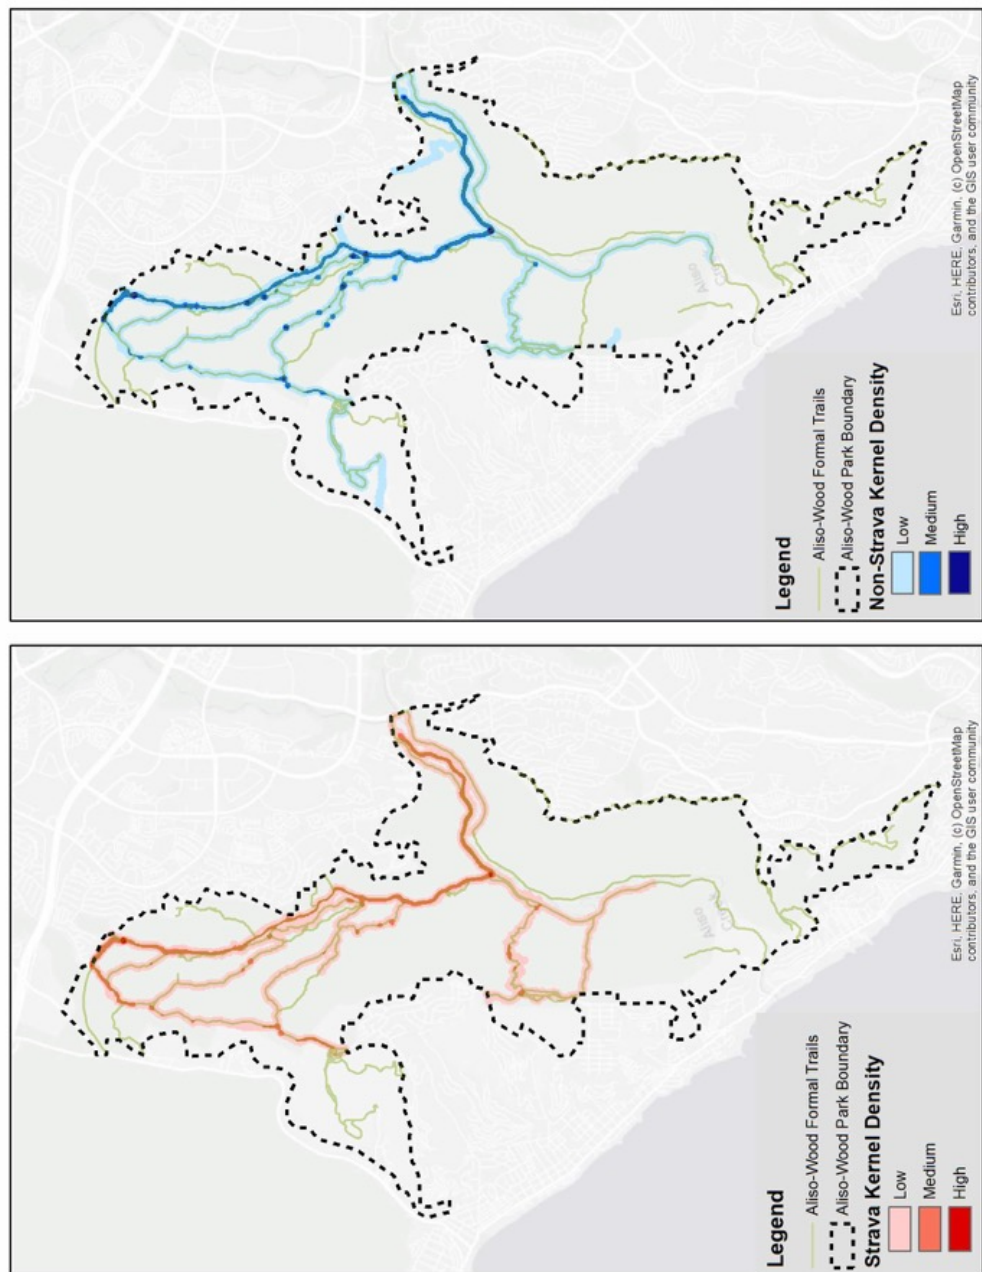 Aliso
Creek
Legend
Aliso-Wood Formal Trails
Aliso-Wood Park Boundary
Strava Kernel Density
Low
Medium
High
Esri, HERE, Garmin, (c) OpenStreetMap
contributors, and the GIS user community
Aliso
Legend
Aliso-Wood Formal Trails
Aliso-Wood Park Boundary
Non-Strava Kernel Density
Low
Medium
High
Esri, HERE, Garmin, (c) OpenStreetMap
contributors, and the GIS user community